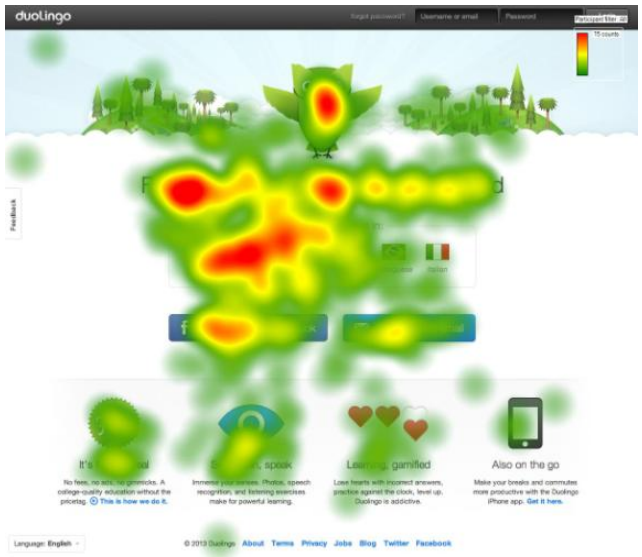 duolingo
Forgot password? Username or email Password
Participant filter: All
75 counts
Feedback
Italian
It's
No fees, no ads, no gimmicks. A
college-quality education without the
pricetag. This is how we do it.
speak
Immerse your senses. Photos, speech
recognition, and listening exercises
make for powerful learning.
Learning, gamified
Lose hearts with incorrect answers,
practice against the clock, level up.
Duolingo is addictive.
Also on the go
Make your breaks and commutes
more productive with the Duolingo
iPhone app. Get it here.
Language: English
© 2013 Duolingo About Terms Privacy Jobs Blog Twitter Facebook